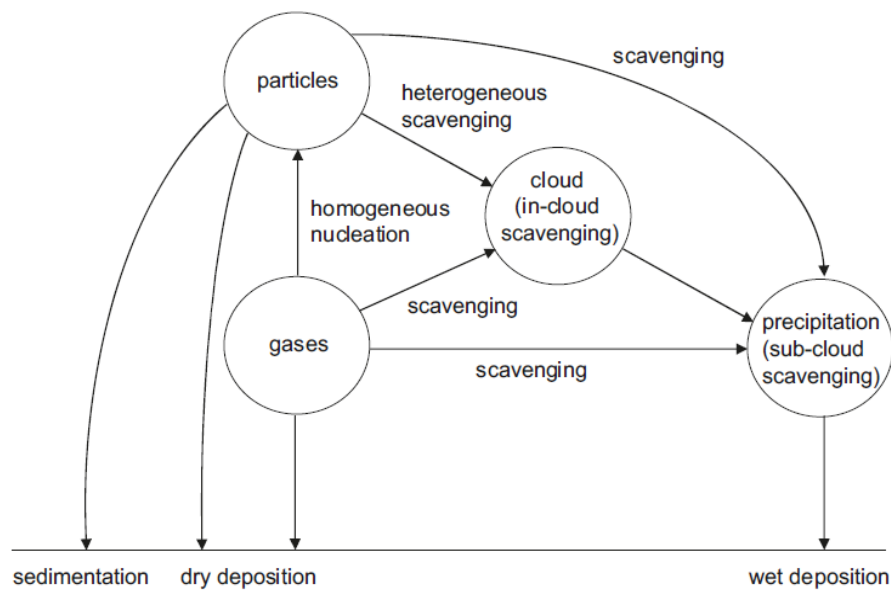 scavenging
particles
heterogeneous
scavenging
cloud
(in-cloud
scavenging)
homogeneous
nucleation
scavenging
precipitation
(sub-cloud
scavenging)
gases
scavenging
sedimentation
dry deposition
wet deposition